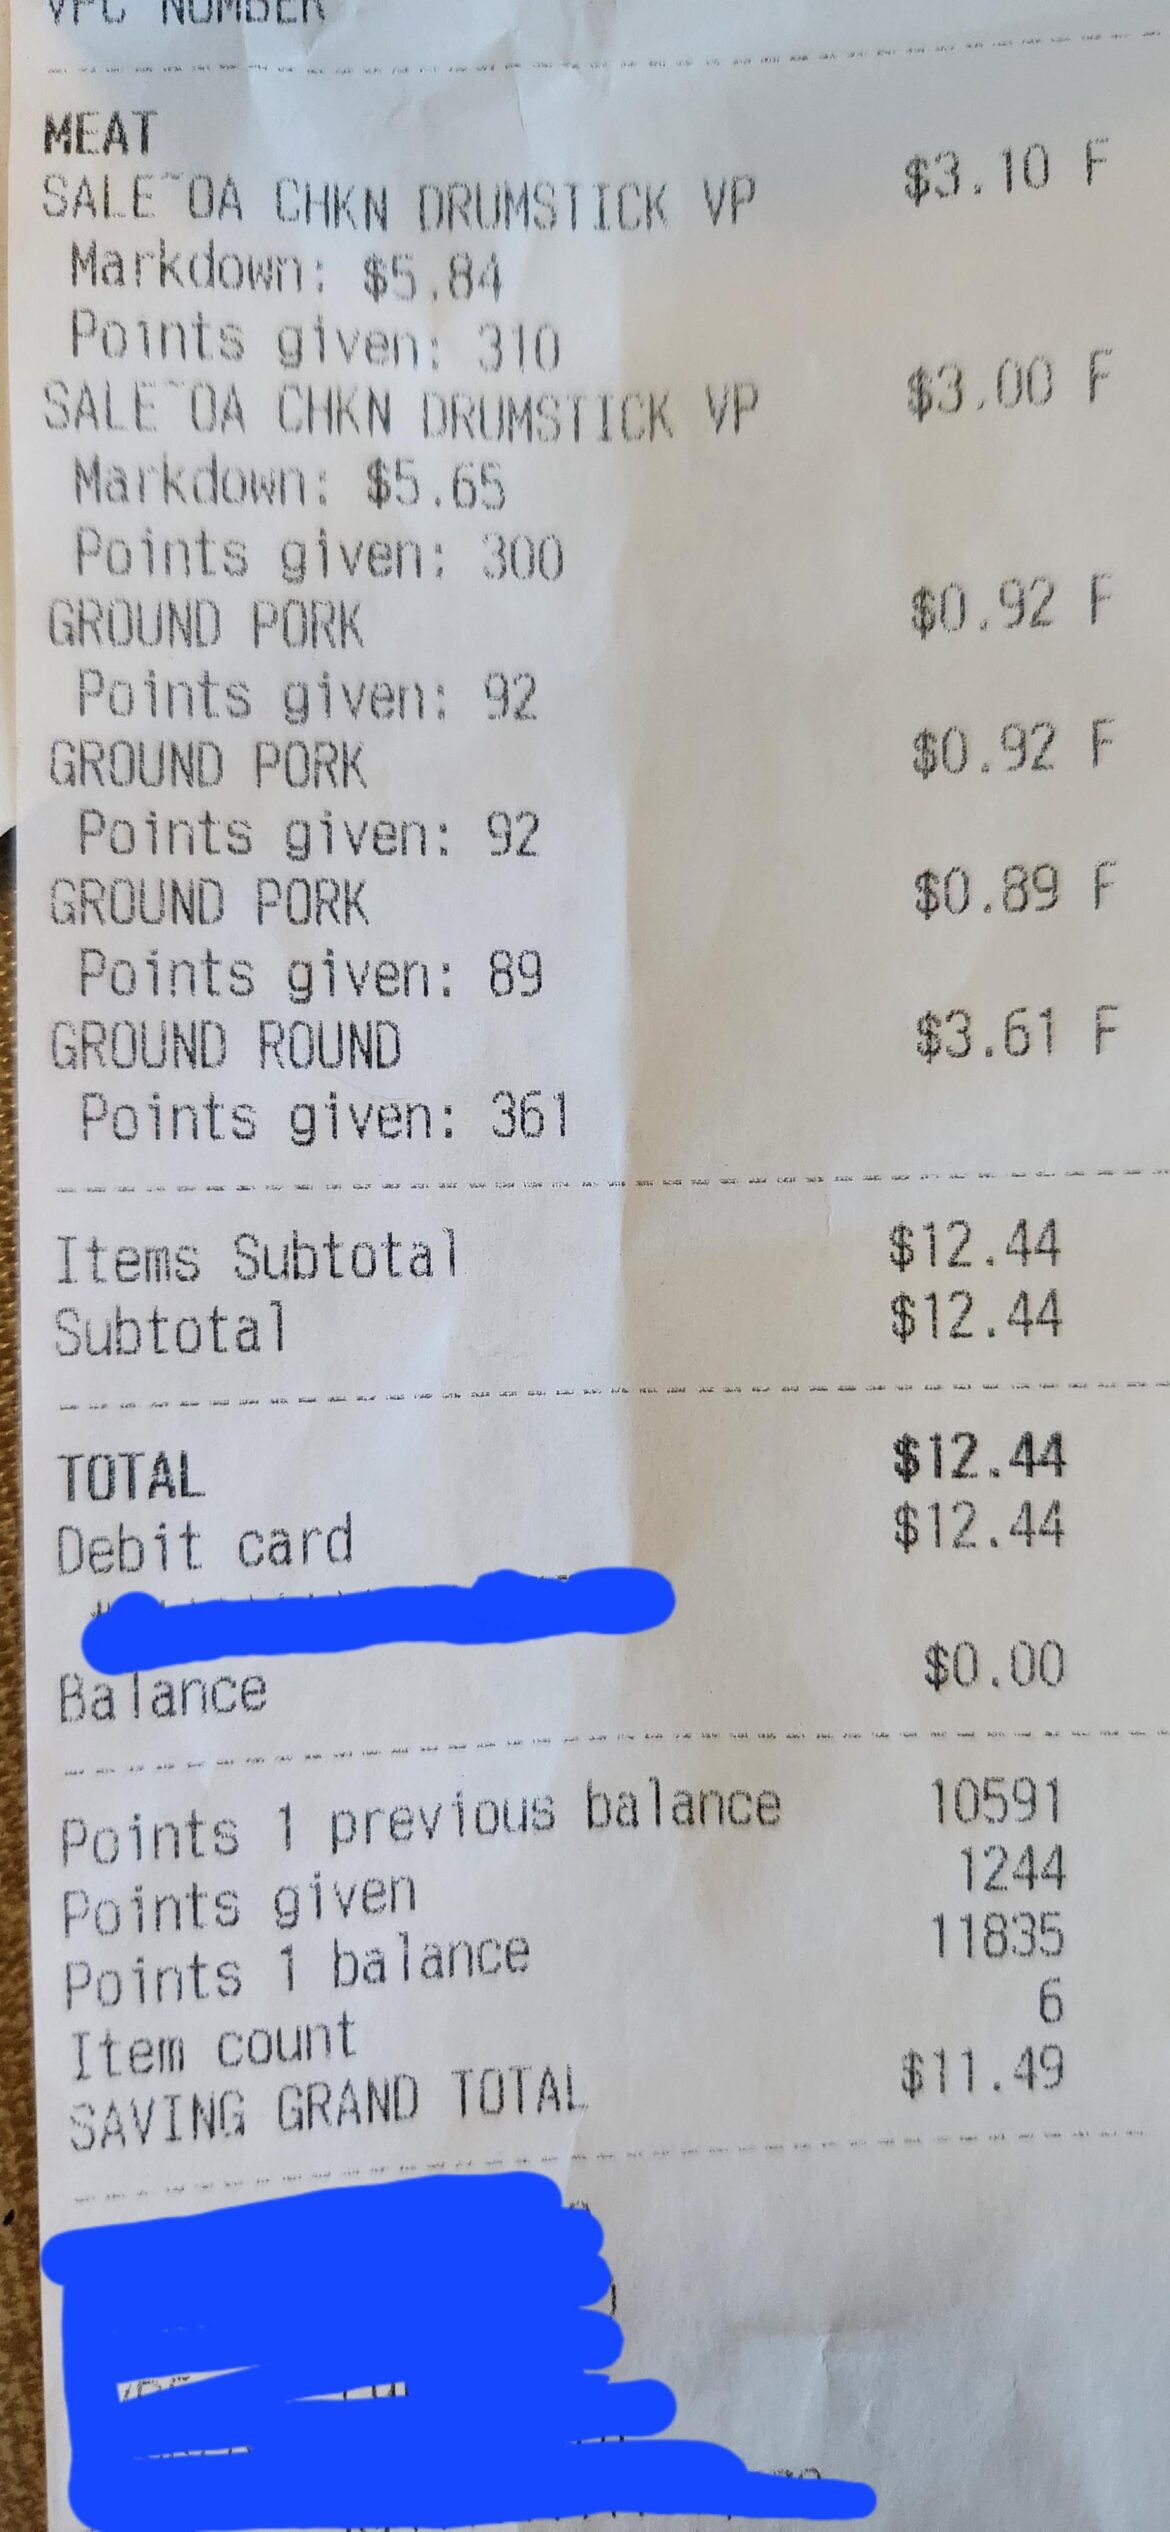 VPC NUMBER
MEAT
SALE~OA CHKN DRUMSTICK VP $3.10 F
Markdown: $5.84
Points given: 310
SALE~OA CHKN DRUMSTICK VP $3.00 F
Markdown: $5.65
Points given: 300
GROUND PORK $0.92 F
Points given: 92
GROUND PORK $0.92 F
Points given: 92
GROUND PORK $0.89 F
Points given: 89
GROUND ROUND $3.61 F
Points given: 361
Items Subtotal $12.44
Subtotal $12.44
TOTAL $12.44
Debit card $12.44
Balance $0.00
Points 1 previous balance 10591
Points given 1244
Points 1 balance 11835
Item count 6
SAVING GRAND TOTAL $11.49